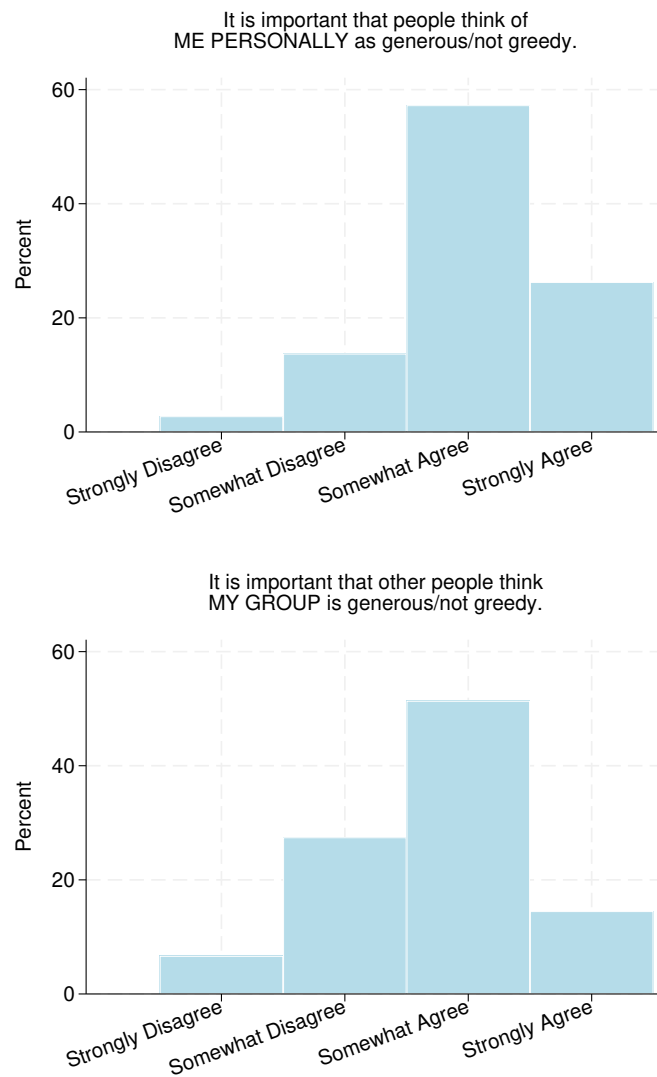 It is important that people think of
ME PERSONALLY as generous/not greedy.
60
40
20
0
Percent
Strongly Disagree
Somewhat Disagree
Somewhat Agree
Strongly Agree
It is important that other people think
MY GROUP is generous/not greedy.
60
40
20
0
Percent
Strongly Disagree
Somewhat Disagree
Somewhat Agree
Strongly Agree